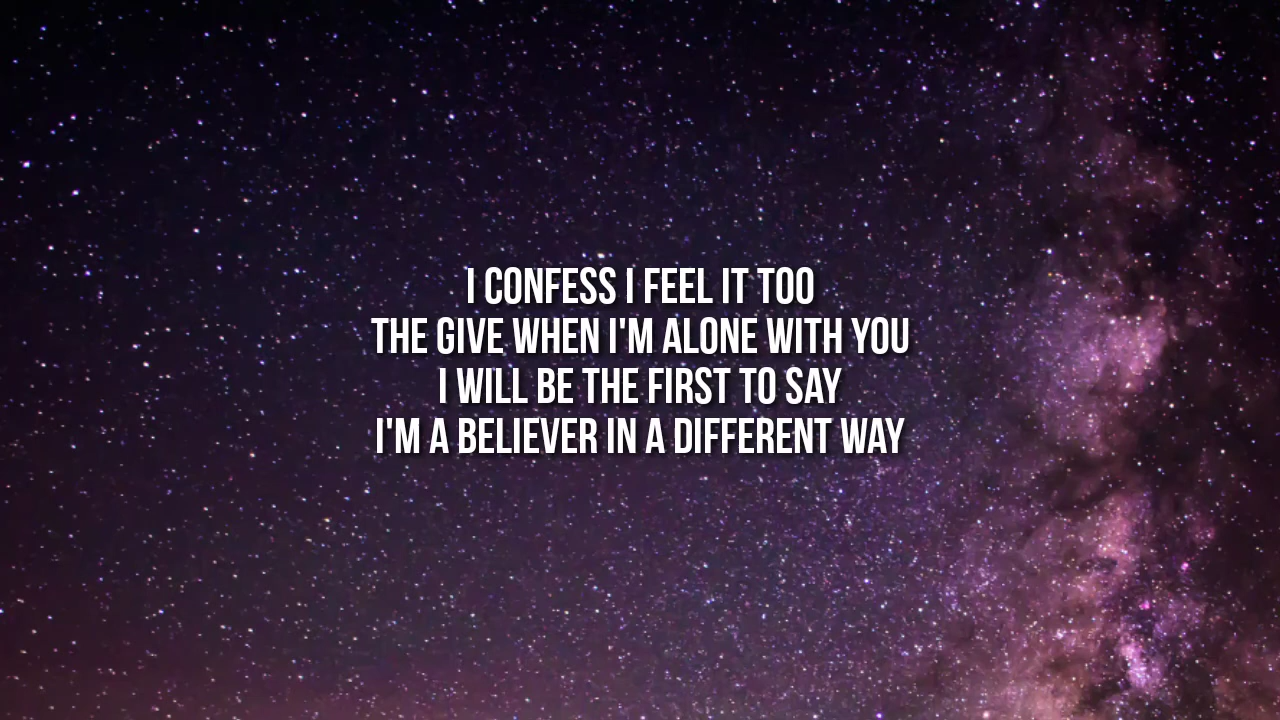 I CONFESS I FEEL IT TOO
THE GIVE WHEN I'M ALONE WITH YOU
I WILL BE THE FIRST TO SAY
I'M A BELIEVER IN A DIFFERENT WAY